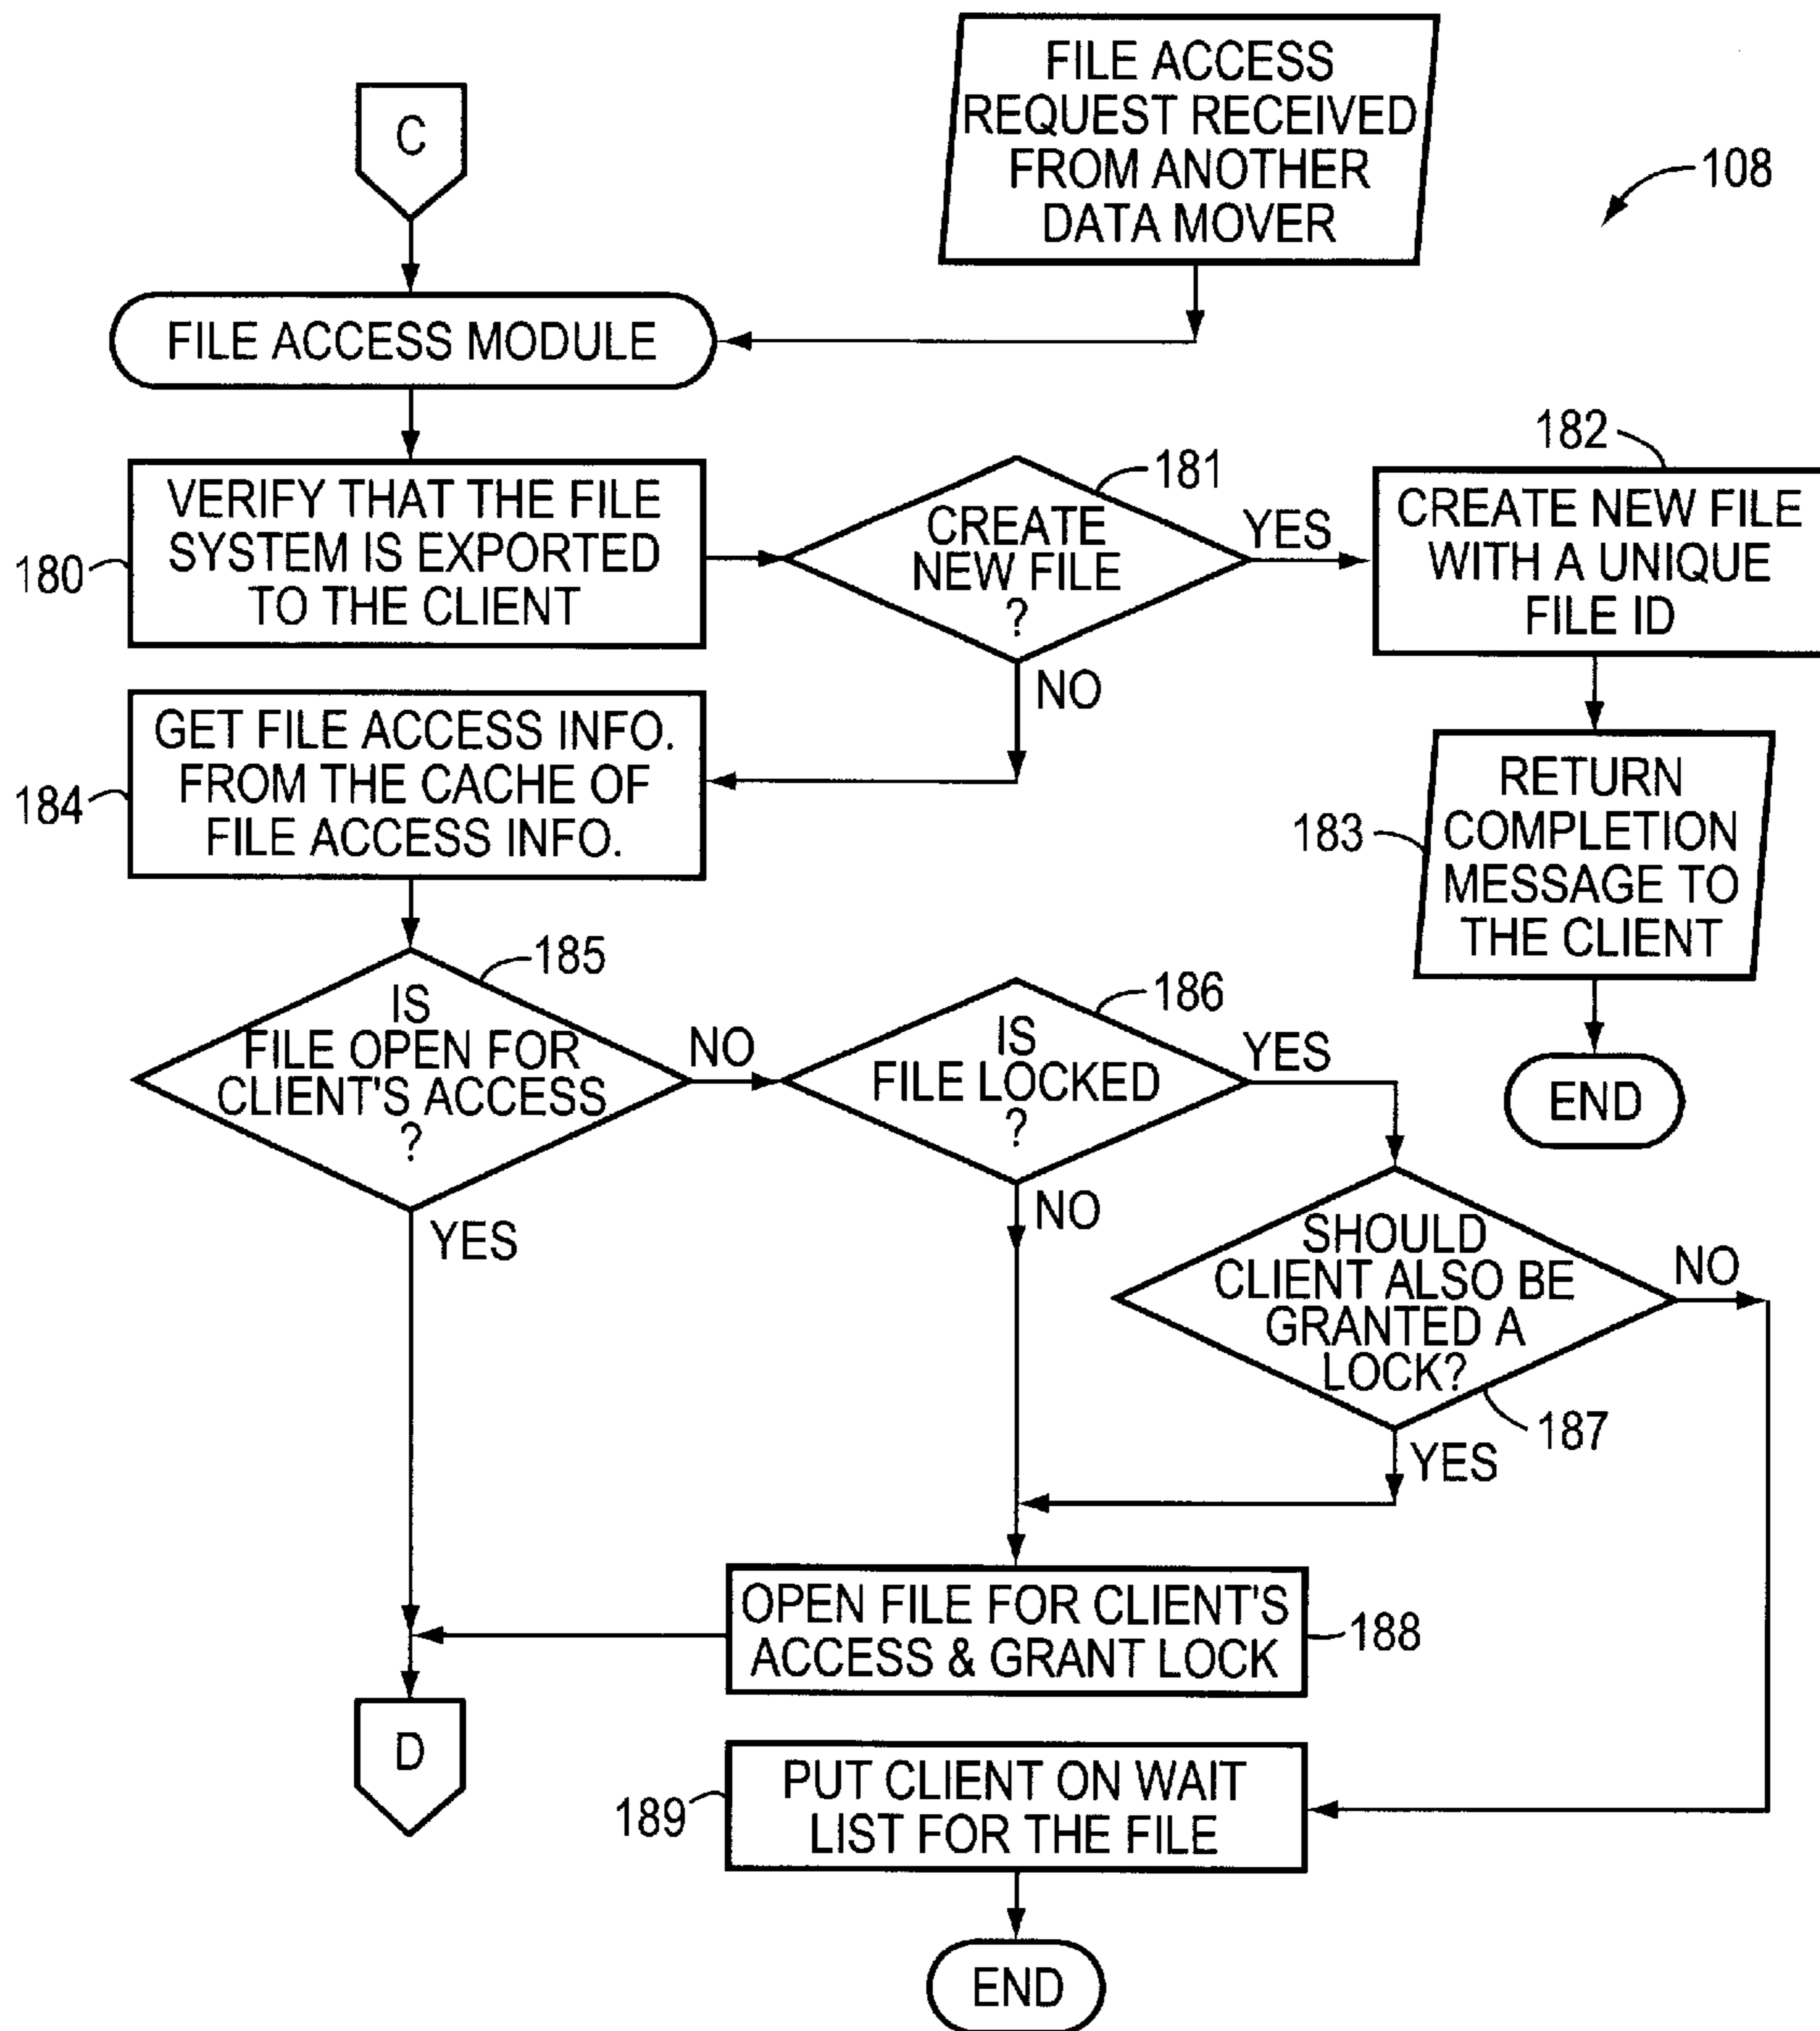 C
FILE ACCESS
REQUEST RECEIVED
FROM ANOTHER
DATA MOVER
108
FILE ACCESS MODULE
180
VERIFY THAT THE FILE
SYSTEM IS EXPORTED
TO THE CLIENT
181
CREATE
NEW FILE
?
YES
NO
182
CREATE NEW FILE
WITH A UNIQUE
FILE ID
183
RETURN
COMPLETION
MESSAGE TO
THE CLIENT
END
184
GET FILE ACCESS INFO.
FROM THE CACHE OF
FILE ACCESS INFO.
185
IS
FILE OPEN FOR
CLIENT'S ACCESS
?
NO
YES
186
IS
FILE LOCKED
?
YES
NO
SHOULD
CLIENT ALSO BE
GRANTED A
LOCK?
NO
187
YES
OPEN FILE FOR CLIENT'S
ACCESS & GRANT LOCK
188
D
189
PUT CLIENT ON WAIT
LIST FOR THE FILE
END